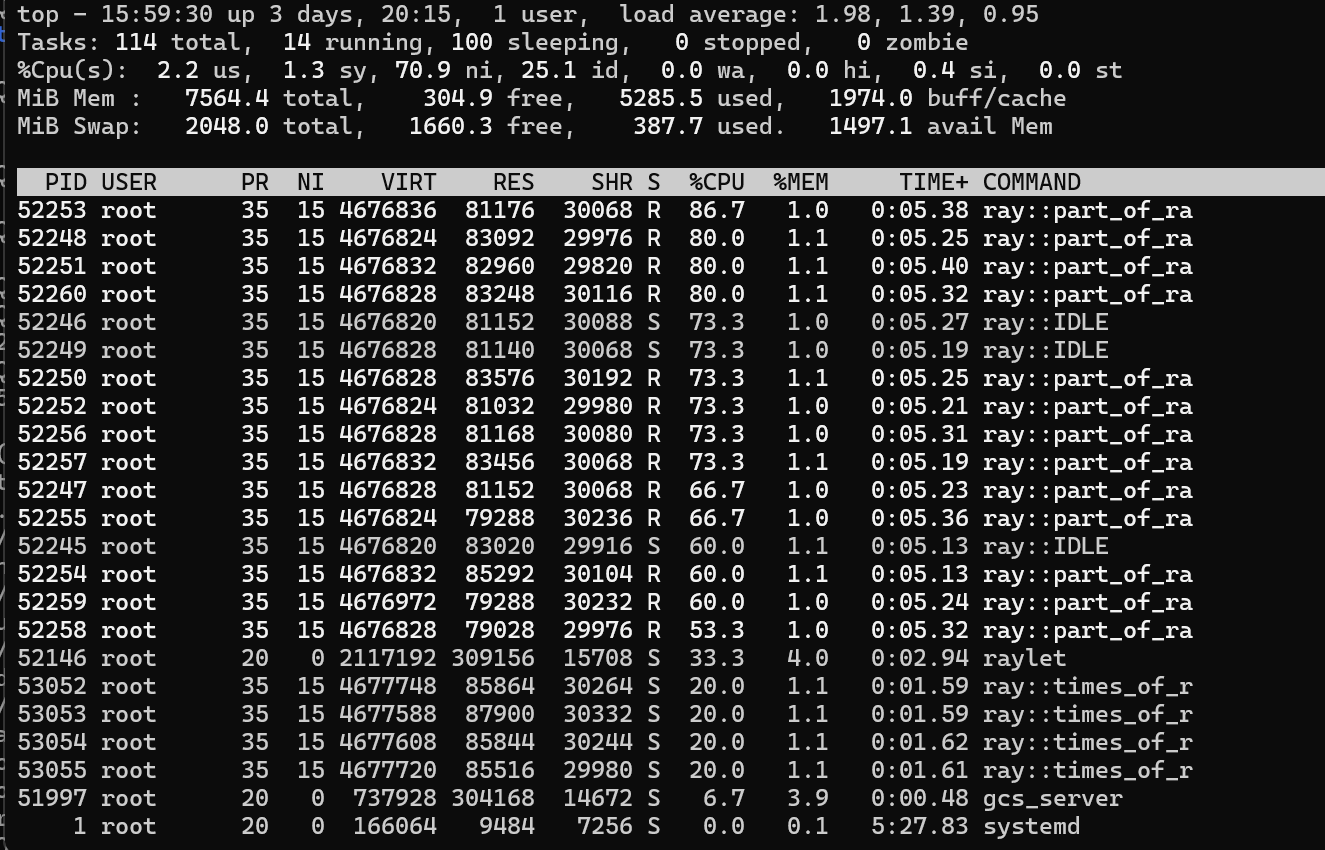 top - 15:59:30 up 3 days, 20:15,  1 user,  load average: 1.98, 1.39, 0.95
Tasks: 114 total,  14 running, 100 sleeping,   0 stopped,   0 zombie
%Cpu(s):  2.2 us,  1.3 sy, 70.9 ni, 25.1 id,  0.0 wa,  0.0 hi,  0.4 si,  0.0 st
MiB Mem :   7564.4 total,    304.9 free,   5285.5 used,   1974.0 buff/cache
MiB Swap:   2048.0 total,   1660.3 free,    387.7 used.   1497.1 avail Mem
  PID USER      PR  NI    VIRT    RES    SHR S  %CPU  %MEM     TIME+ COMMAND
52253 root      35  15 4676836  81176  30068 R  86.7   1.0   0:05.38 ray::part_of_ra
52248 root      35  15 4676824  83092  29976 R  80.0   1.1   0:05.25 ray::part_of_ra
52251 root      35  15 4676832  82960  29820 R  80.0   1.1   0:05.40 ray::part_of_ra
52260 root      35  15 4676828  83248  30116 R  80.0   1.1   0:05.32 ray::part_of_ra
52246 root      35  15 4676820  81152  30088 S  73.3   1.0   0:05.27 ray::IDLE
52249 root      35  15 4676828  81140  30068 S  73.3   1.0   0:05.19 ray::IDLE
52250 root      35  15 4676828  83576  30192 R  73.3   1.1   0:05.25 ray::part_of_ra
52252 root      35  15 4676824  81032  29980 R  73.3   1.0   0:05.21 ray::part_of_ra
52256 root      35  15 4676828  81168  30080 R  73.3   1.0   0:05.31 ray::part_of_ra
52257 root      35  15 4676832  83456  30068 R  73.3   1.1   0:05.19 ray::part_of_ra
52247 root      35  15 4676828  81152  30068 R  66.7   1.0   0:05.23 ray::part_of_ra
52255 root      35  15 4676824  79288  30236 R  66.7   1.0   0:05.36 ray::part_of_ra
52245 root      35  15 4676820  83020  29916 S  60.0   1.1   0:05.13 ray::IDLE
52254 root      35  15 4676832  85292  30104 R  60.0   1.1   0:05.13 ray::part_of_ra
52259 root      35  15 4676972  79288  30232 R  60.0   1.0   0:05.24 ray::part_of_ra
52258 root      35  15 4676828  79028  29976 R  53.3   1.0   0:05.32 ray::part_of_ra
52146 root      20   0 2117192 309156  15708 S  33.3   4.0   0:02.94 raylet
53052 root      35  15 4677748  85864  30264 S  20.0   1.1   0:01.59 ray::times_of_r
53053 root      35  15 4677588  87900  30332 S  20.0   1.1   0:01.59 ray::times_of_r
53054 root      35  15 4677608  85844  30244 S  20.0   1.1   0:01.62 ray::times_of_r
53055 root      35  15 4677720  85516  29980 S  20.0   1.1   0:01.61 ray::times_of_r
51997 root      20   0  737928 304168  14672 S   6.7   3.9   0:00.48 gcs_server
    1 root      20   0  166064   9484   7256 S   0.0   0.1   5:27.83 systemd